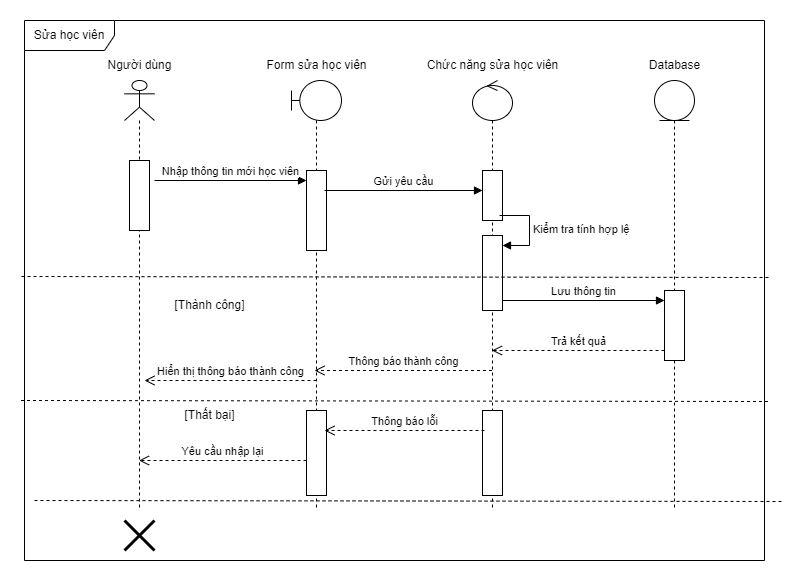 Sửa học viên
Người dùng
Form sửa học viên
Chức năng sửa học viên
Database
Nhập thông tin mới học viên
Gửi yêu cầu
Kiểm tra tính hợp lệ
[Thành công]
Lưu thông tin
Trả kết quả
Thông báo thành công
Hiển thị thông báo thành công
[Thất bại]
Thông báo lỗi
Yêu cầu nhập lại